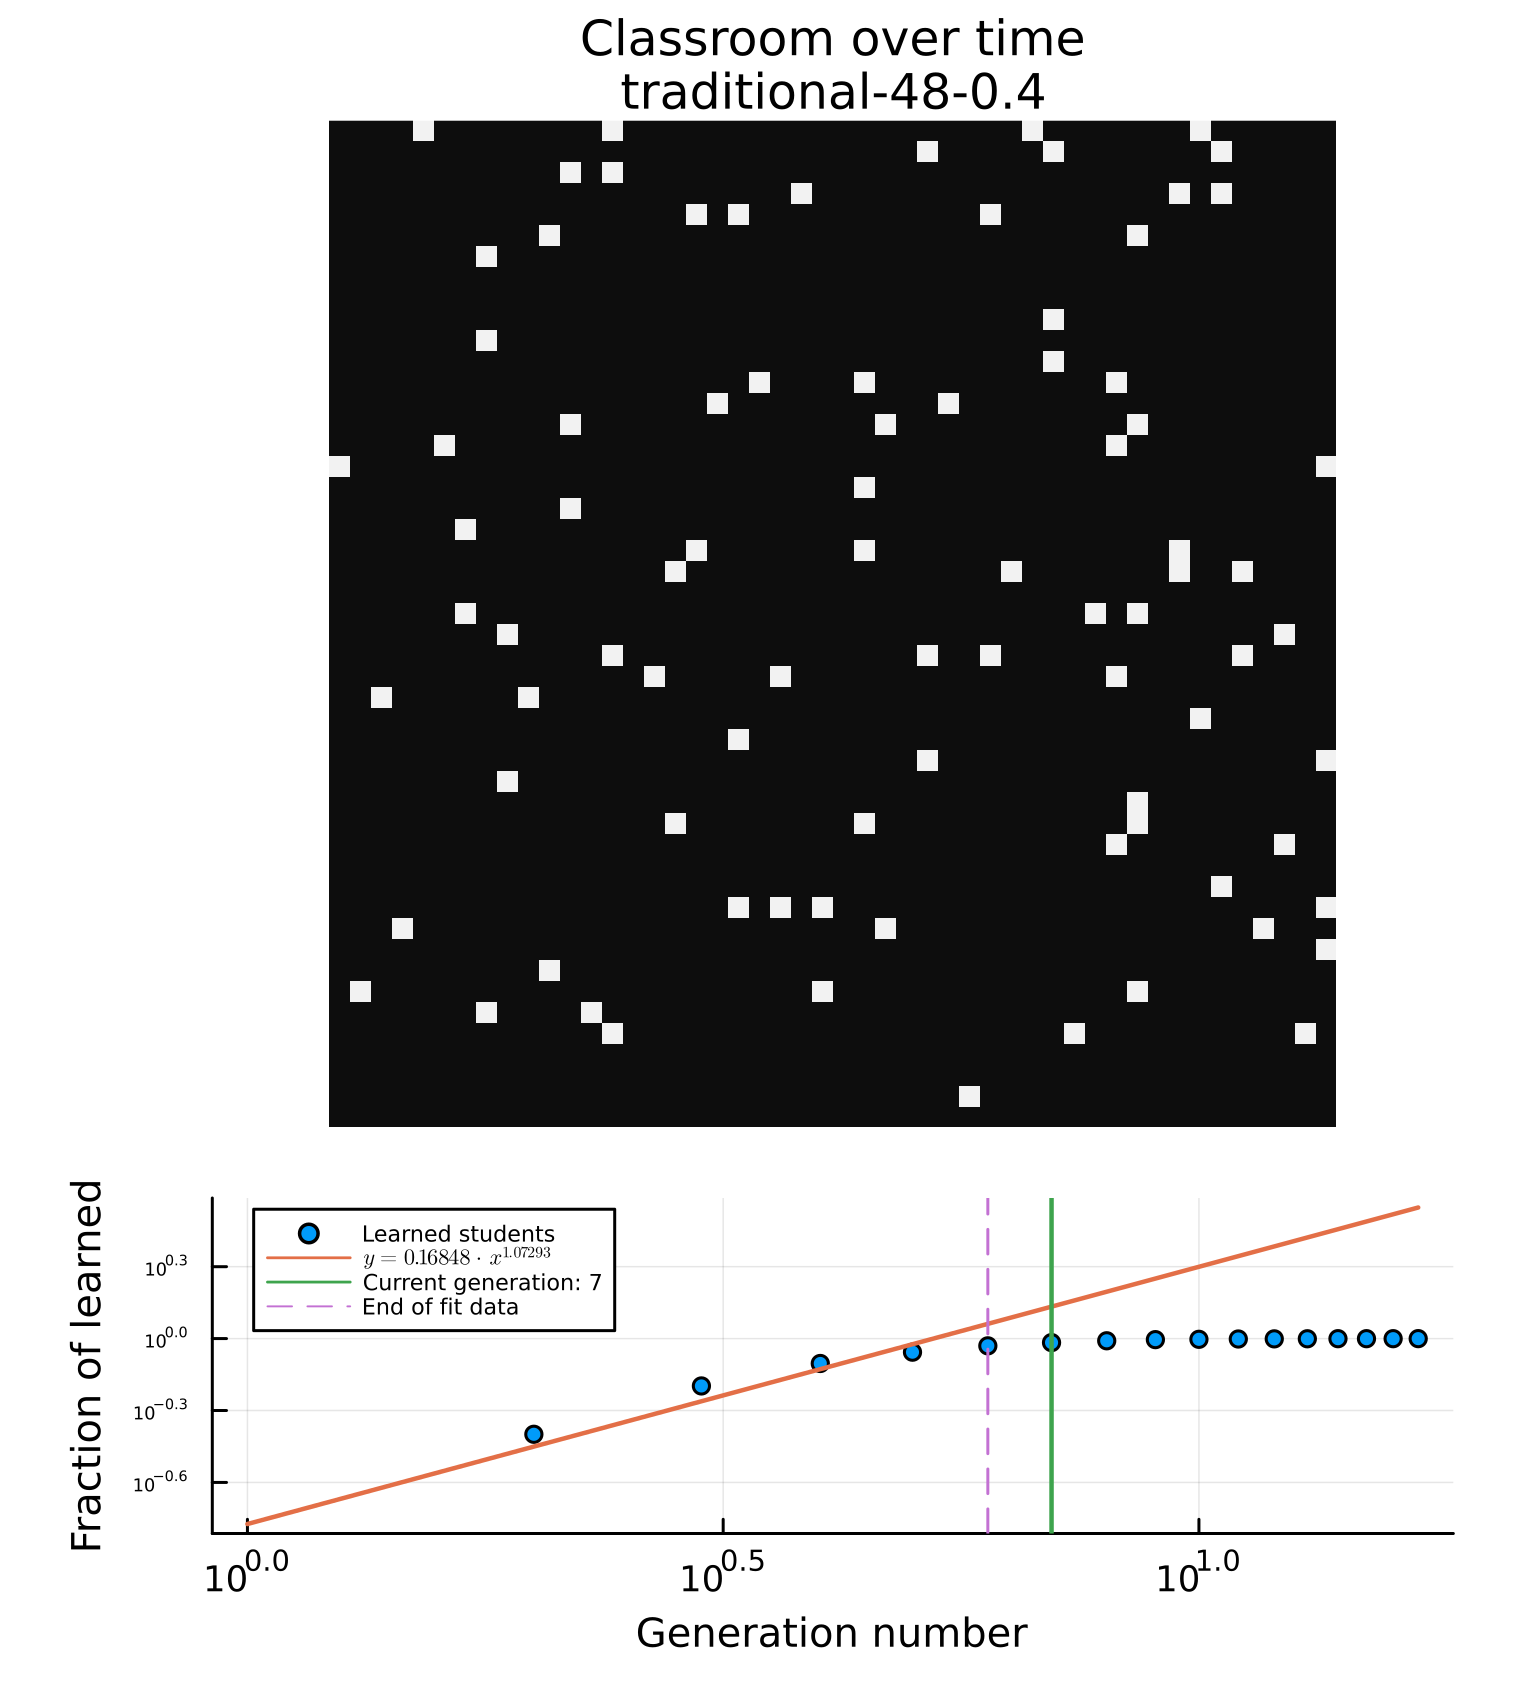 Classroom over time
traditional-48-0.4
Fraction of learned
Learned students
y = 0.16848 · x^1.07293
Current generation: 7
End of fit data
10^0.3
10^0.0
10^−0.3
10^−0.6
10^0.0 10^0.5 10^1.0
Generation number